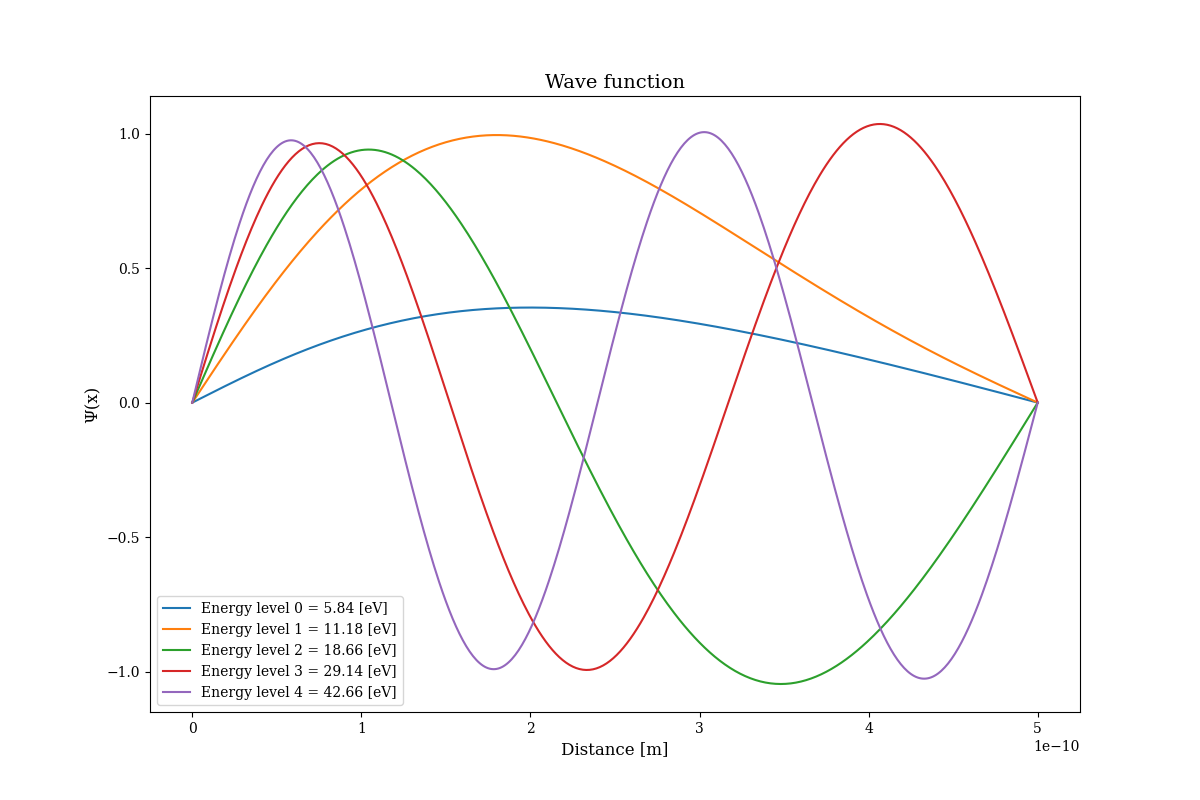 Wave function
Ψ(x)
1.0
0.5
0.0
−0.5
−1.0
Energy level 0 = 5.84 [eV]
Energy level 1 = 11.18 [eV]
Energy level 2 = 18.66 [eV]
Energy level 3 = 29.14 [eV]
Energy level 4 = 42.66 [eV]
0 1 2 3 4 5
1e−10
Distance [m]